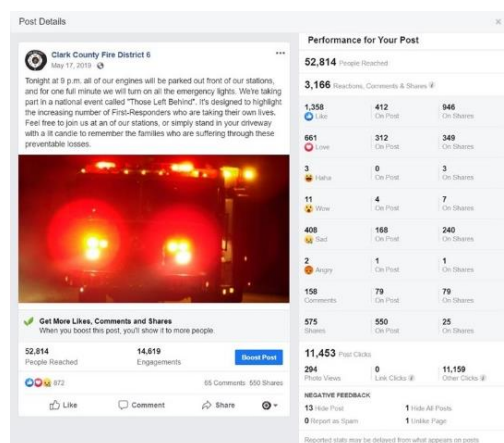 Post Details
×
Clark County Fire District 6
May 17, 2019
Tonight at 9 p.m. all of our engines will be parked out front of our stations,
and for one full minute we will turn on all the emergency lights. We're taking
part in a national event called "Those Left Behind". It's designed to highlight
the increasing number of First-Responders who are taking their own lives.
Feel free to join us at an of our stations, or simply stand in your driveway
with a lit candle to remember the families who are suffering through these
preventable losses.
Get More Likes, Comments and Shares
When you boost this post, you'll show it to more people.
52,814
People Reached
14,619
Engagements
Boost Post
972
65 Comments 550 Shares
Like
Comment
Share
Performance for Your Post
52,814 People Reached
3,166 Reactions, Comments & Shares
1,358 412 946
Like On Post On Shares
661 312 349
Love On Post On Shares
3 0 3
Haha On Post On Shares
11 4 7
Wow On Post On Shares
408 168 240
Sad On Post On Shares
2 1 1
Angry On Post On Shares
158 79 79
Comments On Post On Shares
575 550 25
Shares On Post On Shares
11,453 Post Clicks
294 0 11,159
Photo Views Link Clicks Other Clicks
NEGATIVE FEEDBACK
13 Hide Post 1 Hide All Posts
0 Report as Spam 1 Unlike Page
Reported stats may be delayed from what appears on posts